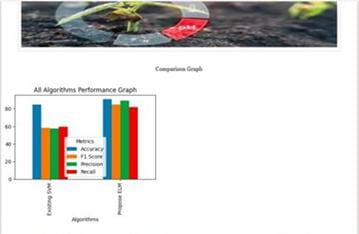 Comparison Graph
All Algorithms Performance Graph
80
60
40
20
0
Metrics
Accuracy
F1 Score
Precision
Recall
Existing SVM
Propose ELM
Algorithms